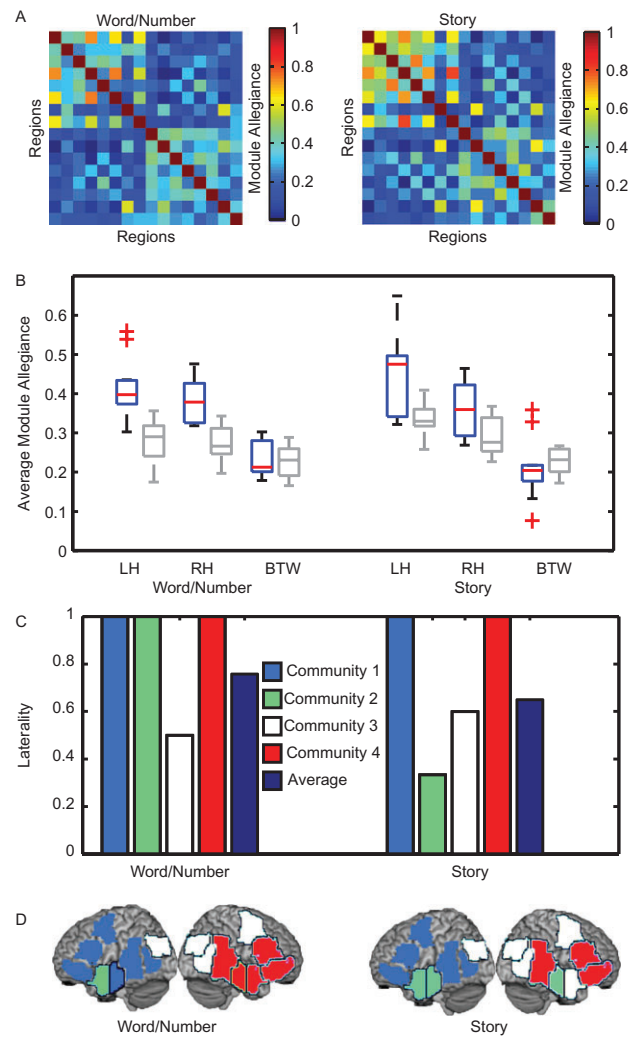 A
Word/Number
Story
Regions
Regions
1
0.8
0.6
0.4
0.2
0
Module Allegiance
Regions
Regions
1
0.8
0.6
0.4
0.2
0
Module Allegiance
B
Average Module Allegiance
0.6
0.5
0.4
0.3
0.2
0.1
0
LH RH BTW LH RH BTW
Word/Number Story
C
Laterality
1
0.8
0.6
0.4
0.2
0
Community 1
Community 2
Community 3
Community 4
Average
Word/Number Story
D
Word/Number Story